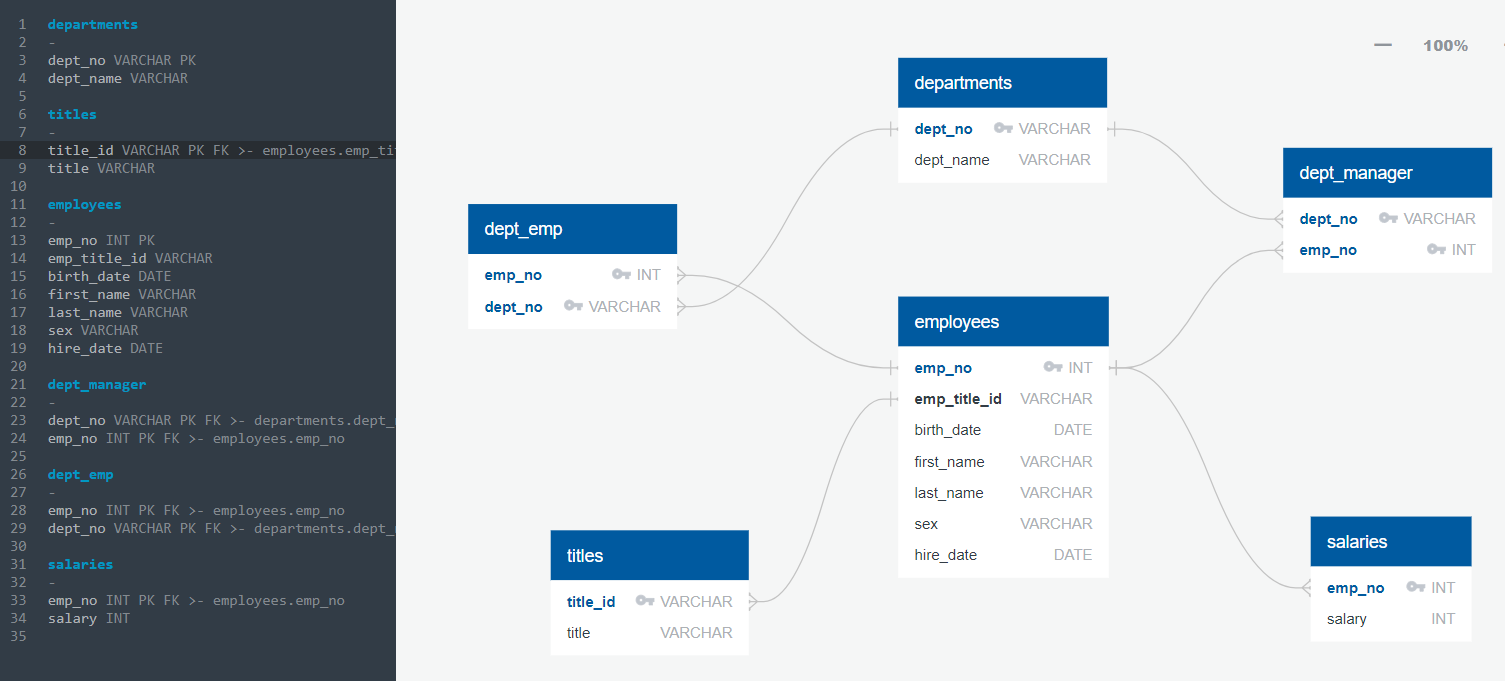 1 departments
2 -
3 dept_no VARCHAR PK
4 dept_name VARCHAR
5
6 titles
7 -
8 title_id VARCHAR PK FK >- employees.emp_tit
9 title VARCHAR
10
11 employees
12 -
13 emp_no INT PK
14 emp_title_id VARCHAR
15 birth_date DATE
16 first_name VARCHAR
17 last_name VARCHAR
18 sex VARCHAR
19 hire_date DATE
20
21 dept_manager
22 -
23 dept_no VARCHAR PK FK >- departments.dept_n
24 emp_no INT PK FK >- employees.emp_no
25
26 dept_emp
27 -
28 emp_no INT PK FK >- employees.emp_no
29 dept_no VARCHAR PK FK >- departments.dept_n
30
31 salaries
32 -
33 emp_no INT PK FK >- employees.emp_no
34 salary INT
35
100%
departments
dept_no VARCHAR
dept_name VARCHAR
dept_manager
dept_no VARCHAR
emp_no INT
dept_emp
emp_no INT
dept_no VARCHAR
employees
emp_no INT
emp_title_id VARCHAR
birth_date DATE
first_name VARCHAR
last_name VARCHAR
sex VARCHAR
hire_date DATE
titles
title_id VARCHAR
title VARCHAR
salaries
emp_no INT
salary INT